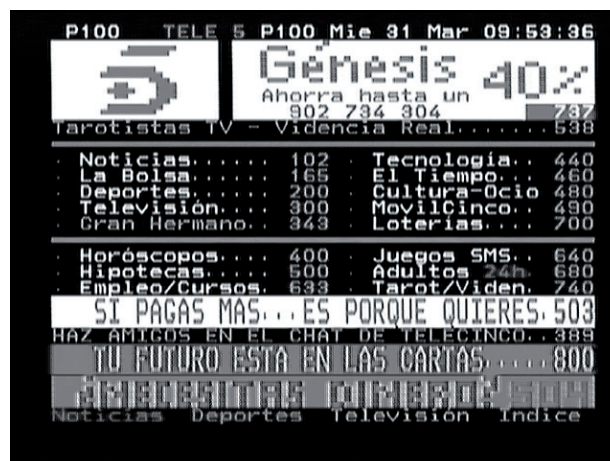 P100 TELE 5 P100 Mie 31 Mar 09:53:36
Génesis 40%
Ahorra hasta un
902 734 304 737
Tarotistas TV - Videncia Real.......538
Noticias...... 102 Tecnología.. 440
La Bolsa...... 165 El Tiempo... 460
Deportes...... 200 Cultura-Ocio 480
Televisión.... 300 MovilCinco.. 490
Gran Hermano.. 343 Loterías.... 700
Horóscopos.... 400 Juegos SMS.. 640
Hipotecas..... 500 Adultos 24h. 680
Empleo/Cursos. 633 Tarot/Viden. 740
SI PAGAS MAS...ES PORQUE QUIERES.503
HAZ AMIGOS EN EL CHAT DE TELECINCO..389
TU FUTURO ESTA EN LAS CARTAS.....800
¿NECESITAS DINERO? 504
Noticias Deportes Televisión Indice